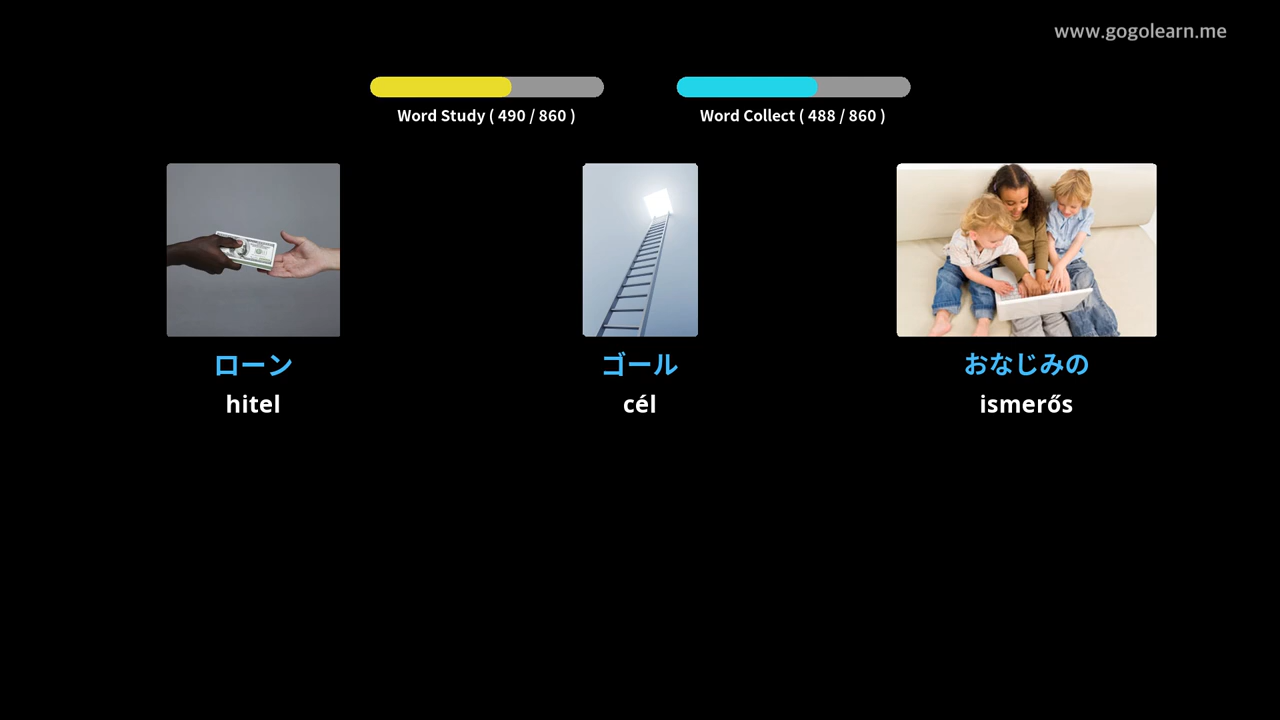 www.gogolearn.me
Word Study ( 490 / 860 )
Word Collect ( 488 / 860 )
ローン
hitel
ゴール
cél
おなじみの
ismerős